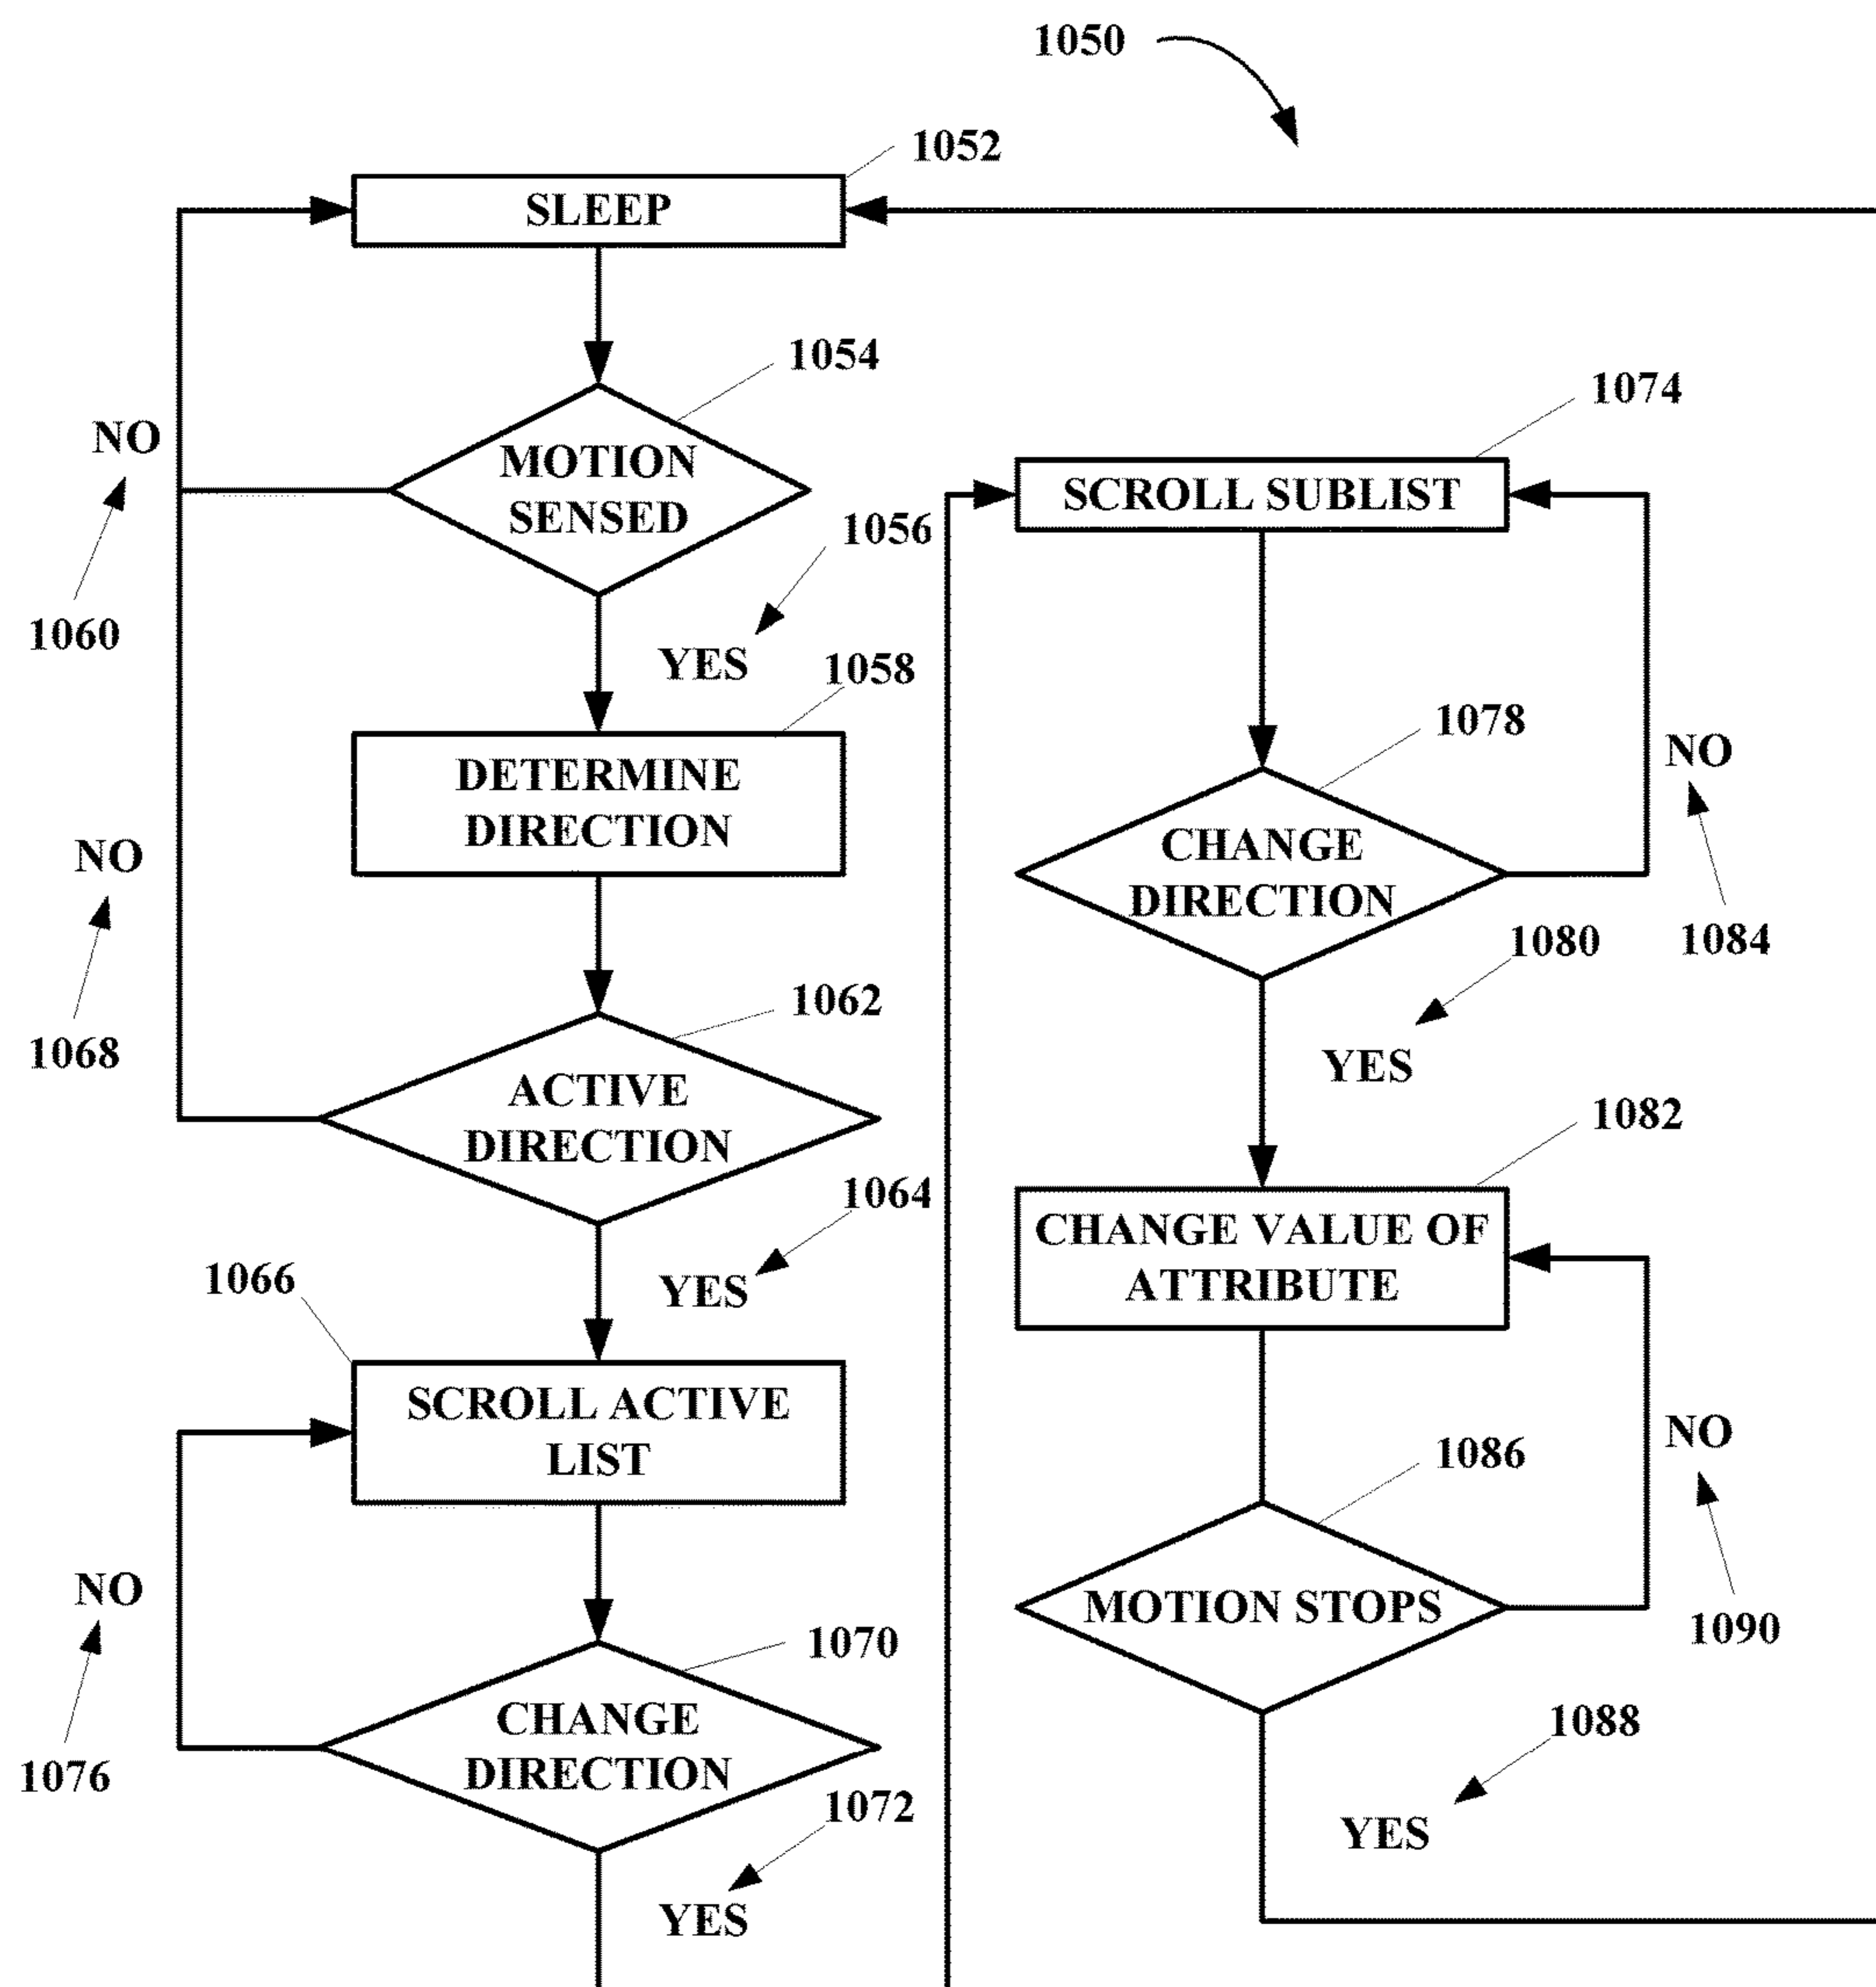 1050
1052
SLEEP
1054
NO
MOTION
SENSED
1056
1060
YES
1058
DETERMINE
DIRECTION
NO
1062
1068
ACTIVE
DIRECTION
1064
YES
1066
SCROLL ACTIVE
LIST
NO
1070
1076
CHANGE
DIRECTION
1072
YES
1074
SCROLL SUBLIST
1078
NO
CHANGE
DIRECTION
1080
1084
YES
1082
CHANGE VALUE OF
ATTRIBUTE
NO
1086
MOTION STOPS
1090
1088
YES